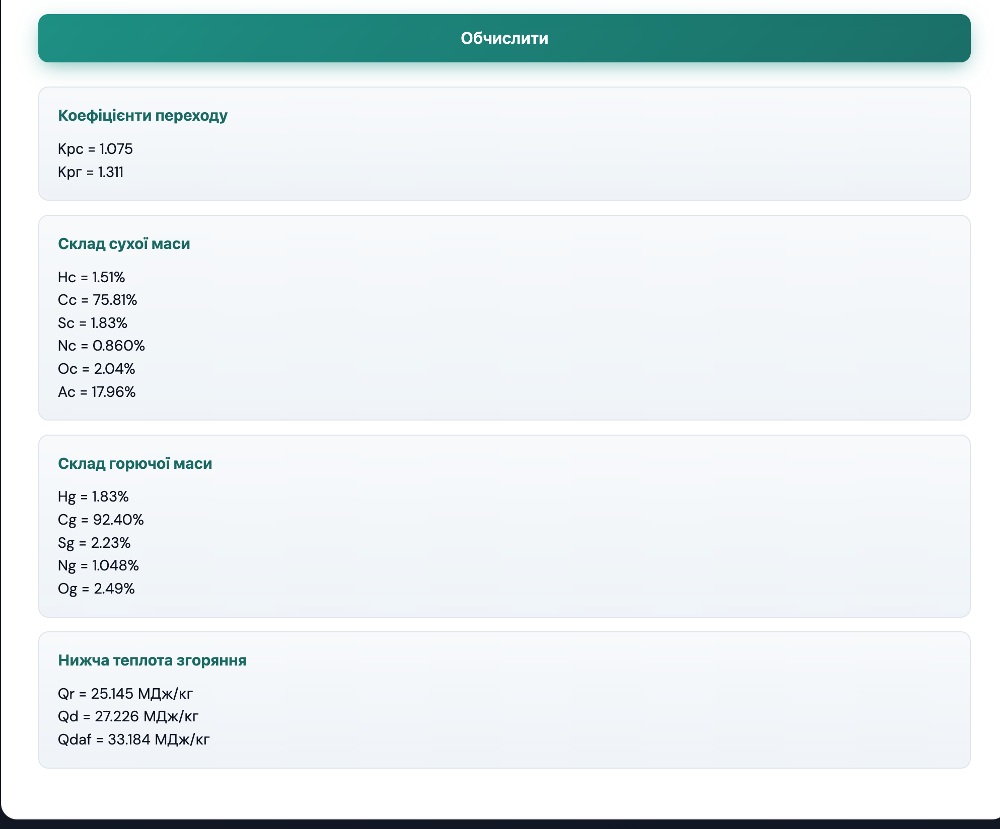 Обчислити
Коефіцієнти переходу
Kpc = 1.075
Kpг = 1.311
Склад сухої маси
Hc = 1.51%
Cc = 75.81%
Sc = 1.83%
Nc = 0.860%
Oc = 2.04%
Ac = 17.96%
Склад горючої маси
Hg = 1.83%
Cg = 92.40%
Sg = 2.23%
Ng = 1.048%
Og = 2.49%
Нижча теплота згоряння
Qr = 25.145 МДж/кг
Qd = 27.226 МДж/кг
Qdaf = 33.184 МДж/кг